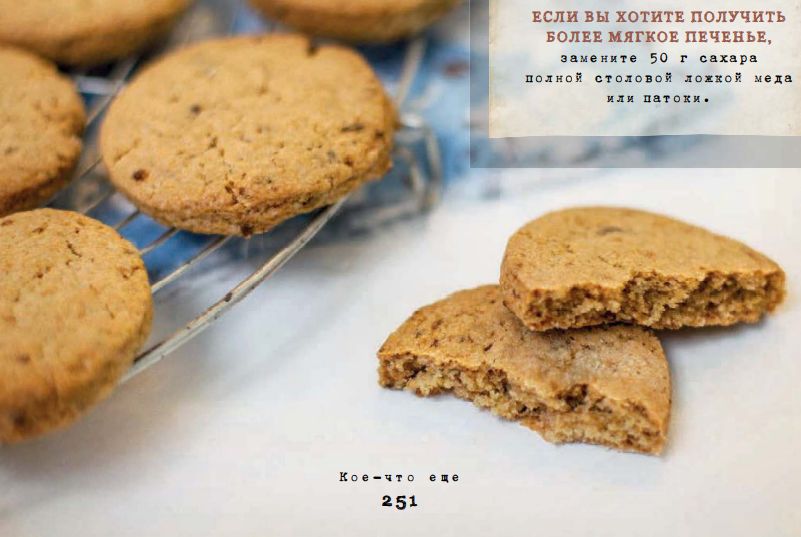 ЕСЛИ ВЫ ХОТИТЕ ПОЛУЧИТЬ
БОЛЕЕ МЯГКОЕ ПЕЧЕНЬЕ,
замените 50 г сахара
полной столовой ложкой меда
или патоки.
Кое-что еще
251